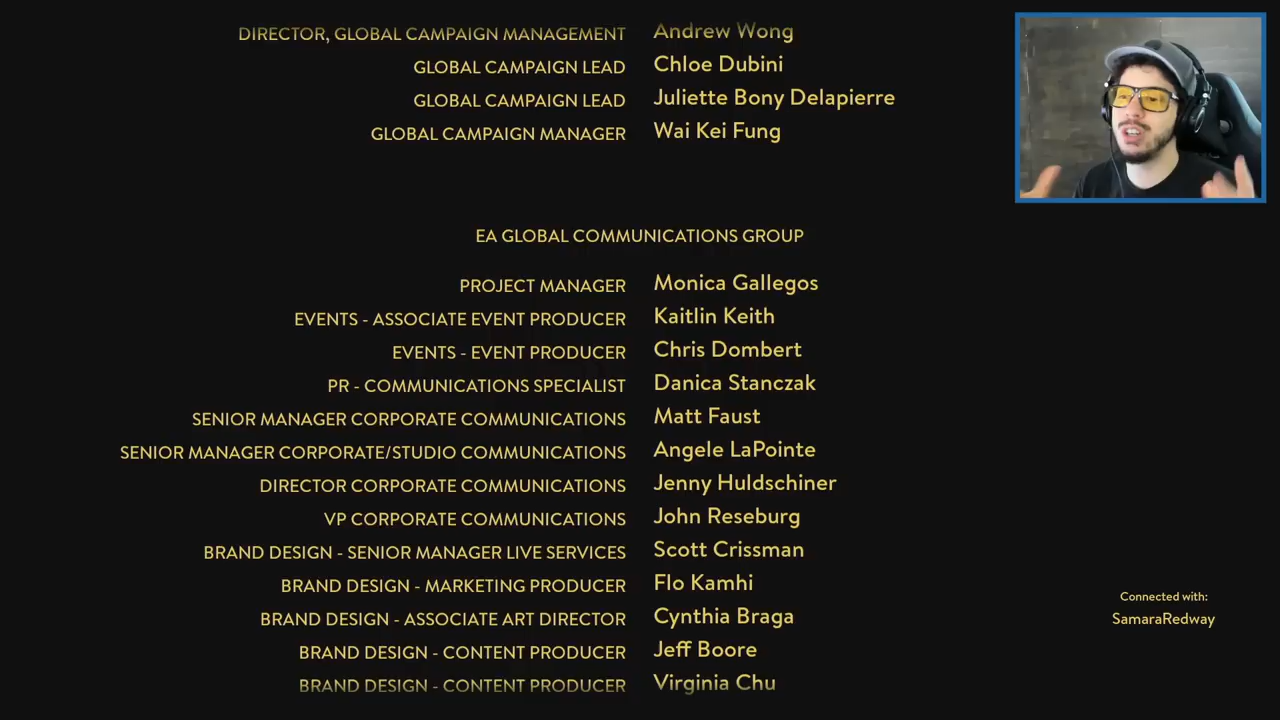 DIRECTOR, GLOBAL CAMPAIGN MANAGEMENT Andrew Wong
GLOBAL CAMPAIGN LEAD Chloe Dubini
GLOBAL CAMPAIGN LEAD Juliette Bony Delapierre
GLOBAL CAMPAIGN MANAGER Wai Kei Fung
EA GLOBAL COMMUNICATIONS GROUP
PROJECT MANAGER Monica Gallegos
EVENTS - ASSOCIATE EVENT PRODUCER Kaitlin Keith
EVENTS - EVENT PRODUCER Chris Dombert
PR - COMMUNICATIONS SPECIALIST Danica Stanczak
SENIOR MANAGER CORPORATE COMMUNICATIONS Matt Faust
SENIOR MANAGER CORPORATE/STUDIO COMMUNICATIONS Angele LaPointe
DIRECTOR CORPORATE COMMUNICATIONS Jenny Huldschiner
VP CORPORATE COMMUNICATIONS John Reseburg
BRAND DESIGN - SENIOR MANAGER LIVE SERVICES Scott Crissman
BRAND DESIGN - MARKETING PRODUCER Flo Kamhi
BRAND DESIGN - ASSOCIATE ART DIRECTOR Cynthia Braga
BRAND DESIGN - CONTENT PRODUCER Jeff Boore
BRAND DESIGN - CONTENT PRODUCER Virginia Chu
Connected with:
SamaraRedway